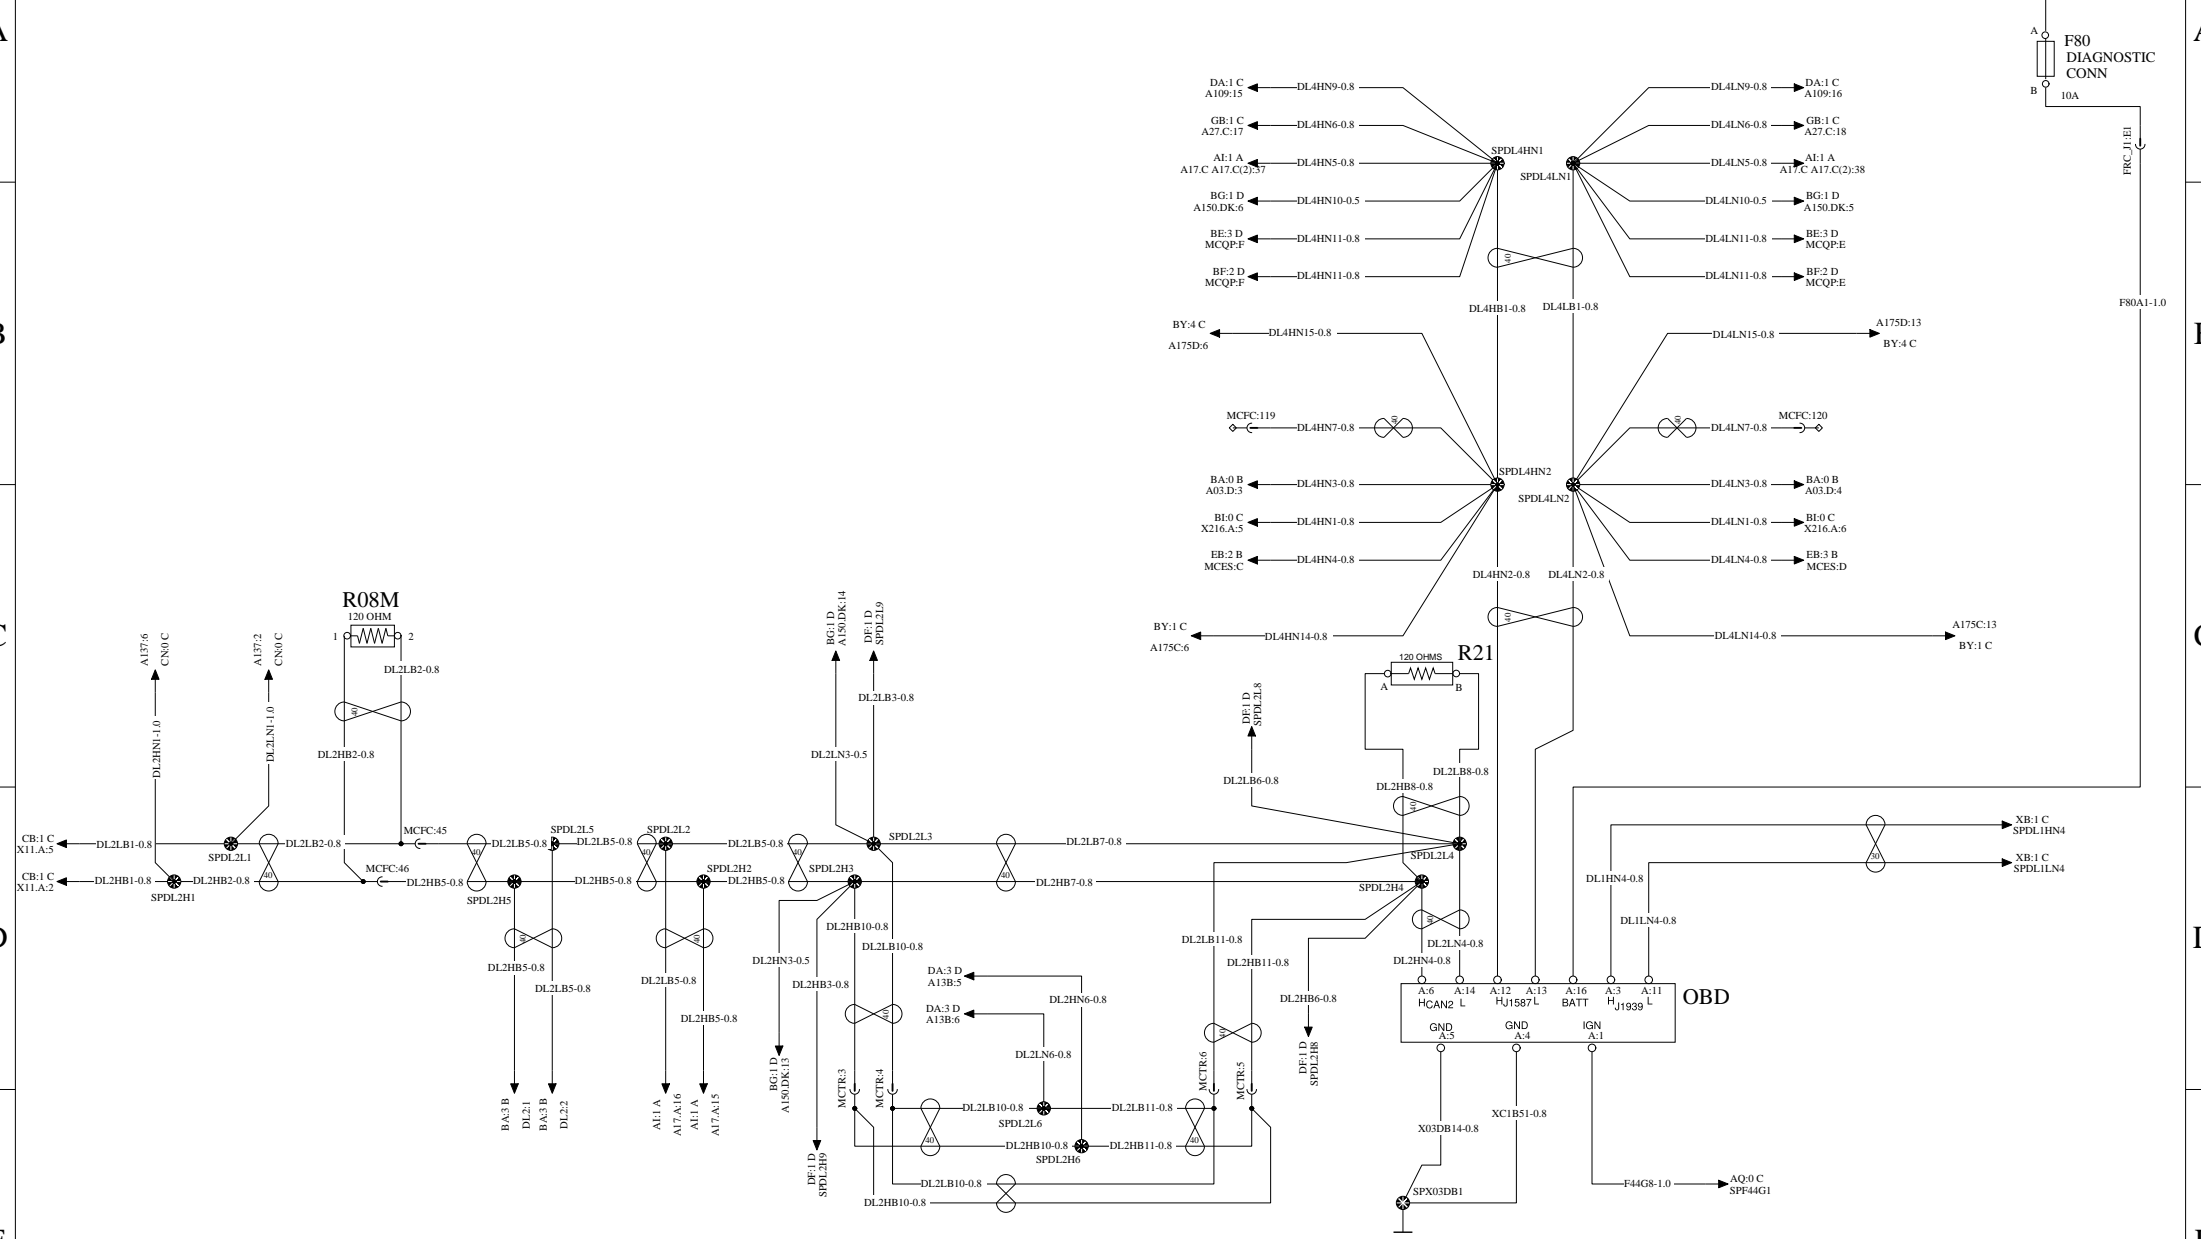 A
F80
DIAGNOSTIC
CONN
A
B
10A
FRC_J1:E1
F80A1-1.0
DA:1 C
A109:15
DL4HN9-0.8
GB:1 C
A27.C:17
DL4HN6-0.8
AI:1 A
A17.C A17.C(2):37
DL4HN5-0.8
BG:1 D
A150.DK:6
DL4HN10-0.5
BE:3 D
MCQP:F
DL4HN11-0.8
BF:2 D
MCQP:F
DL4HN11-0.8
SPDL4HN1
SPDL4LN1
DL4LN9-0.8
DA:1 C
A109:16
DL4LN6-0.8
GB:1 C
A27.C:18
DL4LN5-0.8
AI:1 A
A17.C A17.C(2):38
DL4LN10-0.5
BG:1 D
A150.DK:5
DL4LN11-0.8
BE:3 D
MCQP:E
DL4LN11-0.8
BF:2 D
MCQP:E
40
DL4HB1-0.8
DL4LB1-0.8
B
BY:4 C
A175D:6
DL4HN15-0.8
DL4LN15-0.8
A175D:13
BY:4 C
MCFC:119
DL4HN7-0.8
40
40
DL4LN7-0.8
MCFC:120
SPDL4HN2
SPDL4LN2
BA:0 B
A03.D:3
DL4HN3-0.8
DL4LN3-0.8
BA:0 B
A03.D:4
BI:0 C
X216.A:5
DL4HN1-0.8
DL4LN1-0.8
BI:0 C
X216.A:6
EB:2 B
MCES:C
DL4HN4-0.8
DL4LN4-0.8
EB:3 B
MCES:D
DL4HN2-0.8
DL4LN2-0.8
40
BY:1 C
A175C:6
DL4HN14-0.8
DL4LN14-0.8
A175C:13
BY:1 C
C
R08M
120 OHM
1
2
DL2LB2-0.8
40
DL2HB2-0.8
A137:6
CN:0 C
DL2HN1-1.0
A137:2
CN:0 C
DL2LN1-1.0
BG:1 D
A150.DK:14
DL2LN3-0.5
DF:1 D
SPDL2L9
DL2LB3-0.8
R21
120 OHMS
A
B
DF:1 D
SPDL2L8
DL2LB6-0.8
DL2LB8-0.8
DL2HB8-0.8
40
CB:1 C
X11.A:5
DL2LB1-0.8
SPDL2L1
DL2LB2-0.8
MCFC:45
DL2LB5-0.8
SPDL2L5
DL2LB5-0.8
SPDL2L2
DL2LB5-0.8
SPDL2L3
DL2LB7-0.8
SPDL2L4
CB:1 C
X11.A:2
DL2HB1-0.8
SPDL2H1
DL2HB2-0.8
40
MCFC:46
DL2HB5-0.8
40
SPDL2H5
DL2HB5-0.8
40
SPDL2H2
DL2HB5-0.8
40
SPDL2H3
40
DL2HB7-0.8
SPDL2H4
XB:1 C
SPDL1HN4
30
XB:1 C
SPDL1LN4
DL1HN4-0.8
DL1LN4-0.8
D
40
DL2HB5-0.8
DL2LB5-0.8
BA:3 B
DL2:1
BA:3 B
DL2:2
40
DL2LB5-0.8
DL2HB5-0.8
AI:1 A
A17.A:16
AI:1 A
A17.A:15
DL2HN3-0.5
BG:1 D
A150.DK:13
DL2HB3-0.8
DF:1 D
SPDL2H9
DL2HB10-0.8
DL2LB10-0.8
40
MCTR:3
MCTR:4
DA:3 D
A13B:5
DA:3 D
A13B:6
DL2HN6-0.8
DL2LN6-0.8
DL2LB11-0.8
DL2HB11-0.8
40
MCTR:6
MCTR:5
DL2HB6-0.8
DF:1 D
SPDL2H8
40
DL2LN4-0.8
DL2HN4-0.8
A:6
A:14
A:12
A:13
A:16
A:3
A:11
H CAN2 L
H J1587 L
BATT
H J1939 L
OBD
GND
A:5
GND
A:4
IGN
A:1
40
DL2LB10-0.8
SPDL2L6
DL2LB11-0.8
40
DL2HB10-0.8
SPDL2H6
DL2HB11-0.8
DL2LB10-0.8
DL2HB10-0.8
X03DB14-0.8
XC1B51-0.8
SPX03DB1
F44G8-1.0
AQ:0 C
SPF44G1